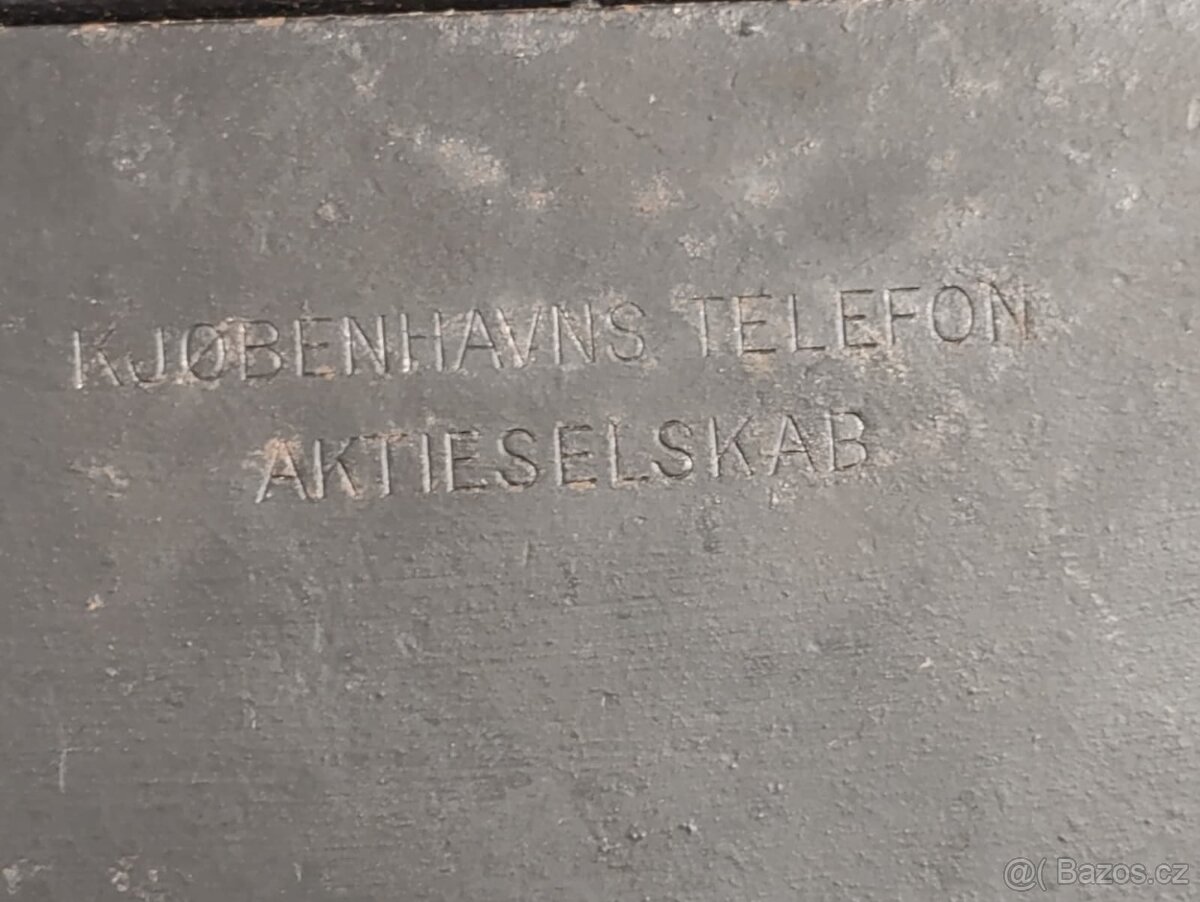 KJØBENHAVNS TELEFON
AKTIESELSKAB
@( Bazos.cz